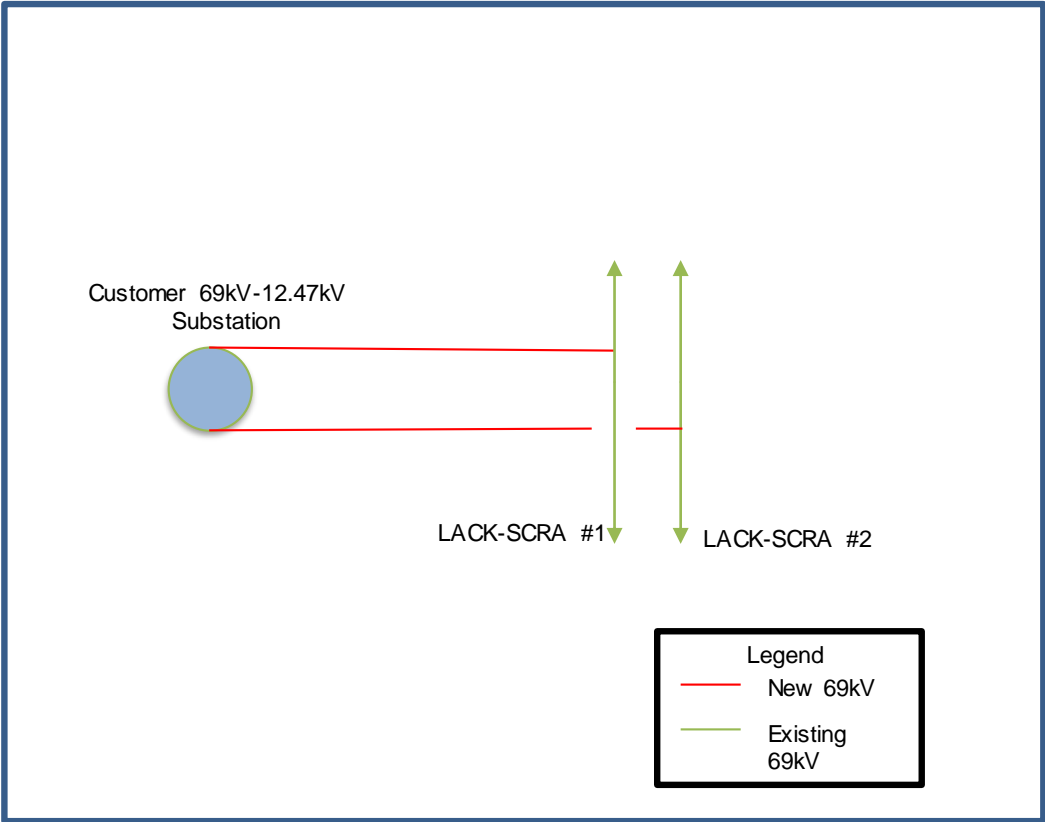 Customer 69kV-12.47kV
Substation
LACK-SCRA #1
LACK-SCRA #2
Legend
New 69kV
Existing
69kV